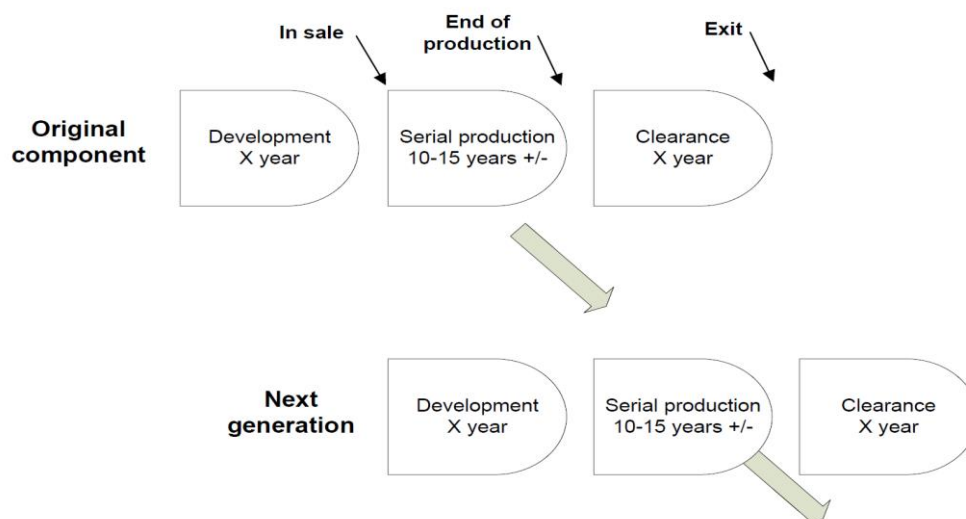 In sale
End of
production
Exit
Original
component
Development
X year
Serial production
10-15 years +/-
Clearance
X year
Next
generation
Development
X year
Serial production
10-15 years +/-
Clearance
X year